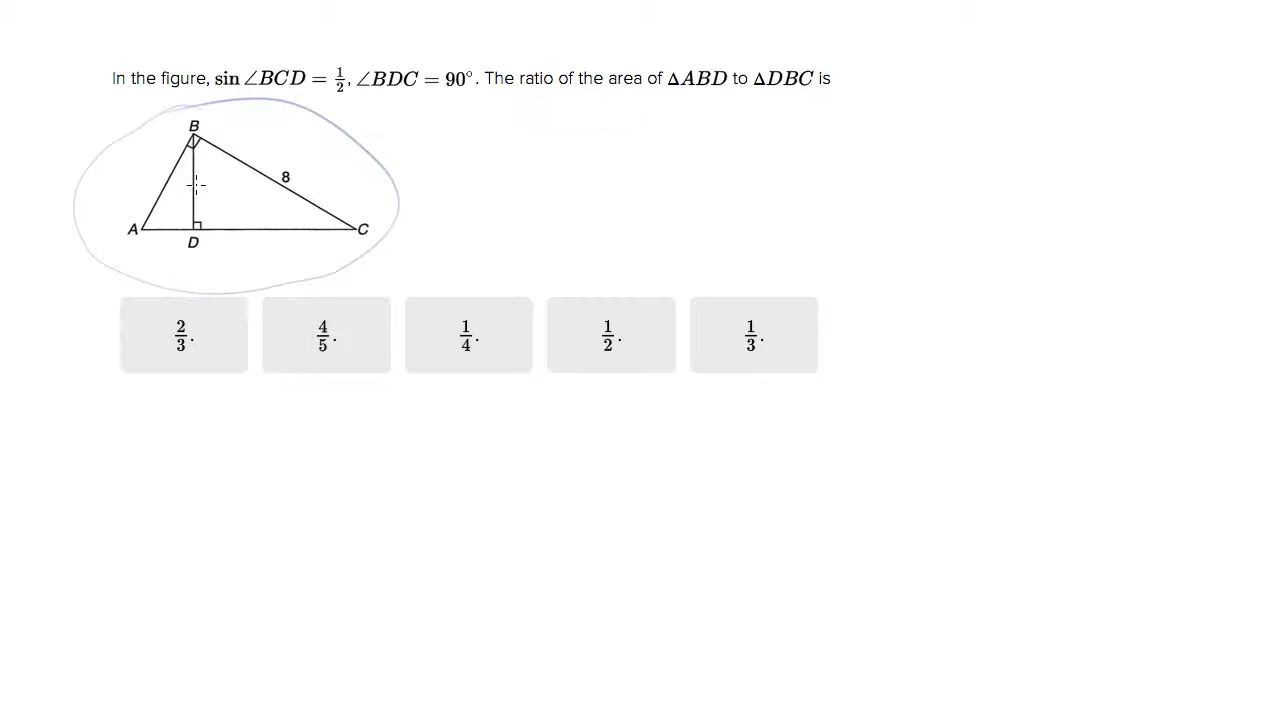 In the figure, sin ∠BCD = 1/2, ∠BDC = 90°. The ratio of the area of ΔABD to ΔDBC is
B
8
A
D
C
2/3. 4/5. 1/4. 1/2. 1/3.